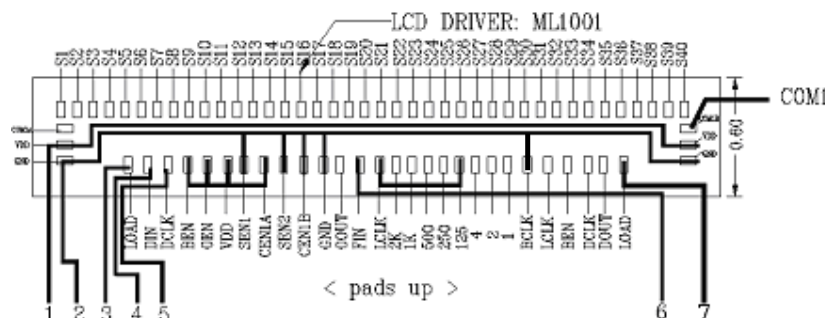 LCD DRIVER: ML1001
S1 S2 S3 S4 S5 S6 S7 S8 S9 S10 S11 S12 S13 S14 S15 S16 S17 S18 S19 S20 S21 S22 S23 S24 S25 S26 S27 S28 S29 S30 S31 S32 S33 S34 S35 S36 S37 S38 S39 S40
COM1
VDD
GND
0.60
LOAD DIN DCLK BEN OEN VDD SEN1 CEN1A SEN2 CEN1B GND OOUT FIN LCLK 2K 1K 500 250 125 4 2 1 BCLK LCLK BEN DCLK DOUT LOAD
< pads up >
1 2 3 4 5 6 7